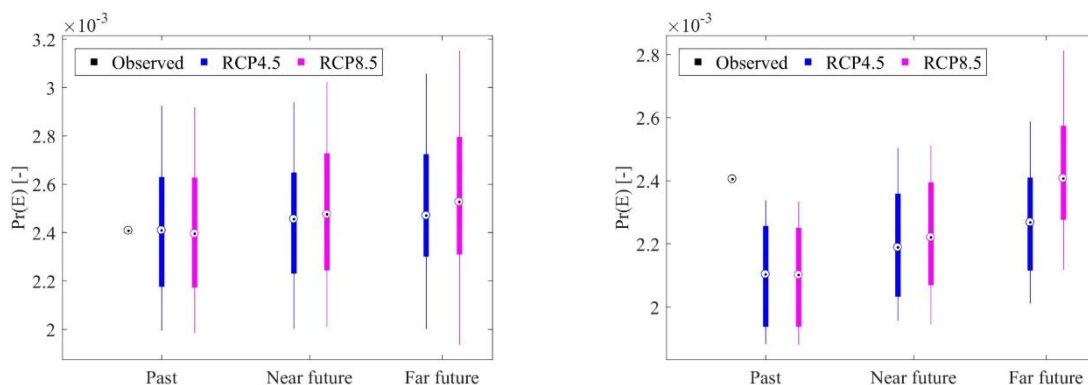 ×10⁻³
3.2
Observed RCP4.5 RCP8.5
3
2.8
2.6
2.4
2.2
2
Pr(E) [-]
Past Near future Far future
×10⁻³
2.8
Observed RCP4.5 RCP8.5
2.6
2.4
2.2
2
Pr(E) [-]
Past Near future Far future